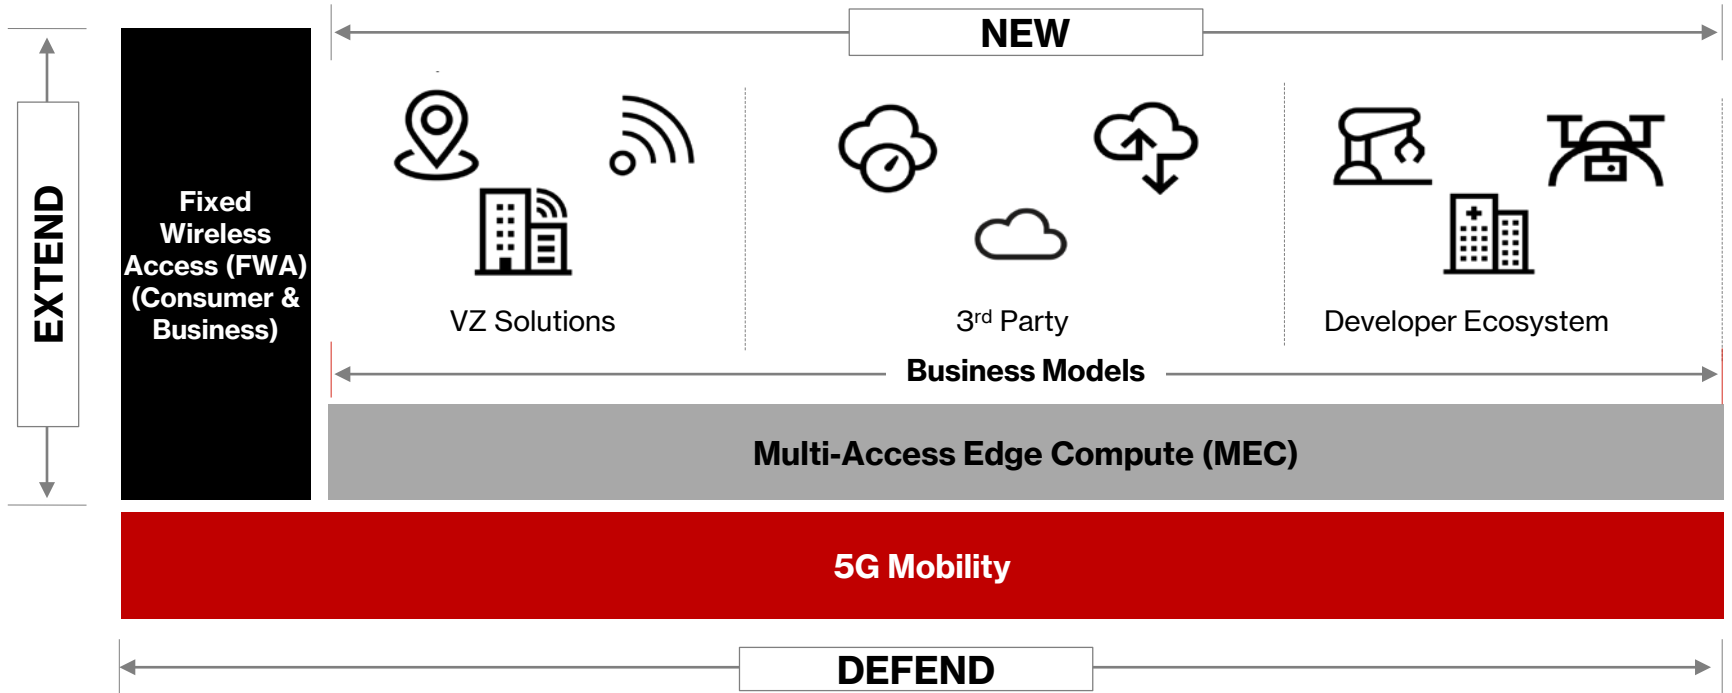 NEW
EXTEND
Fixed
Wireless
Access (FWA)
(Consumer &
Business)
VZ Solutions
3rd Party
Developer Ecosystem
Business Models
Multi-Access Edge Compute (MEC)
5G Mobility
DEFEND